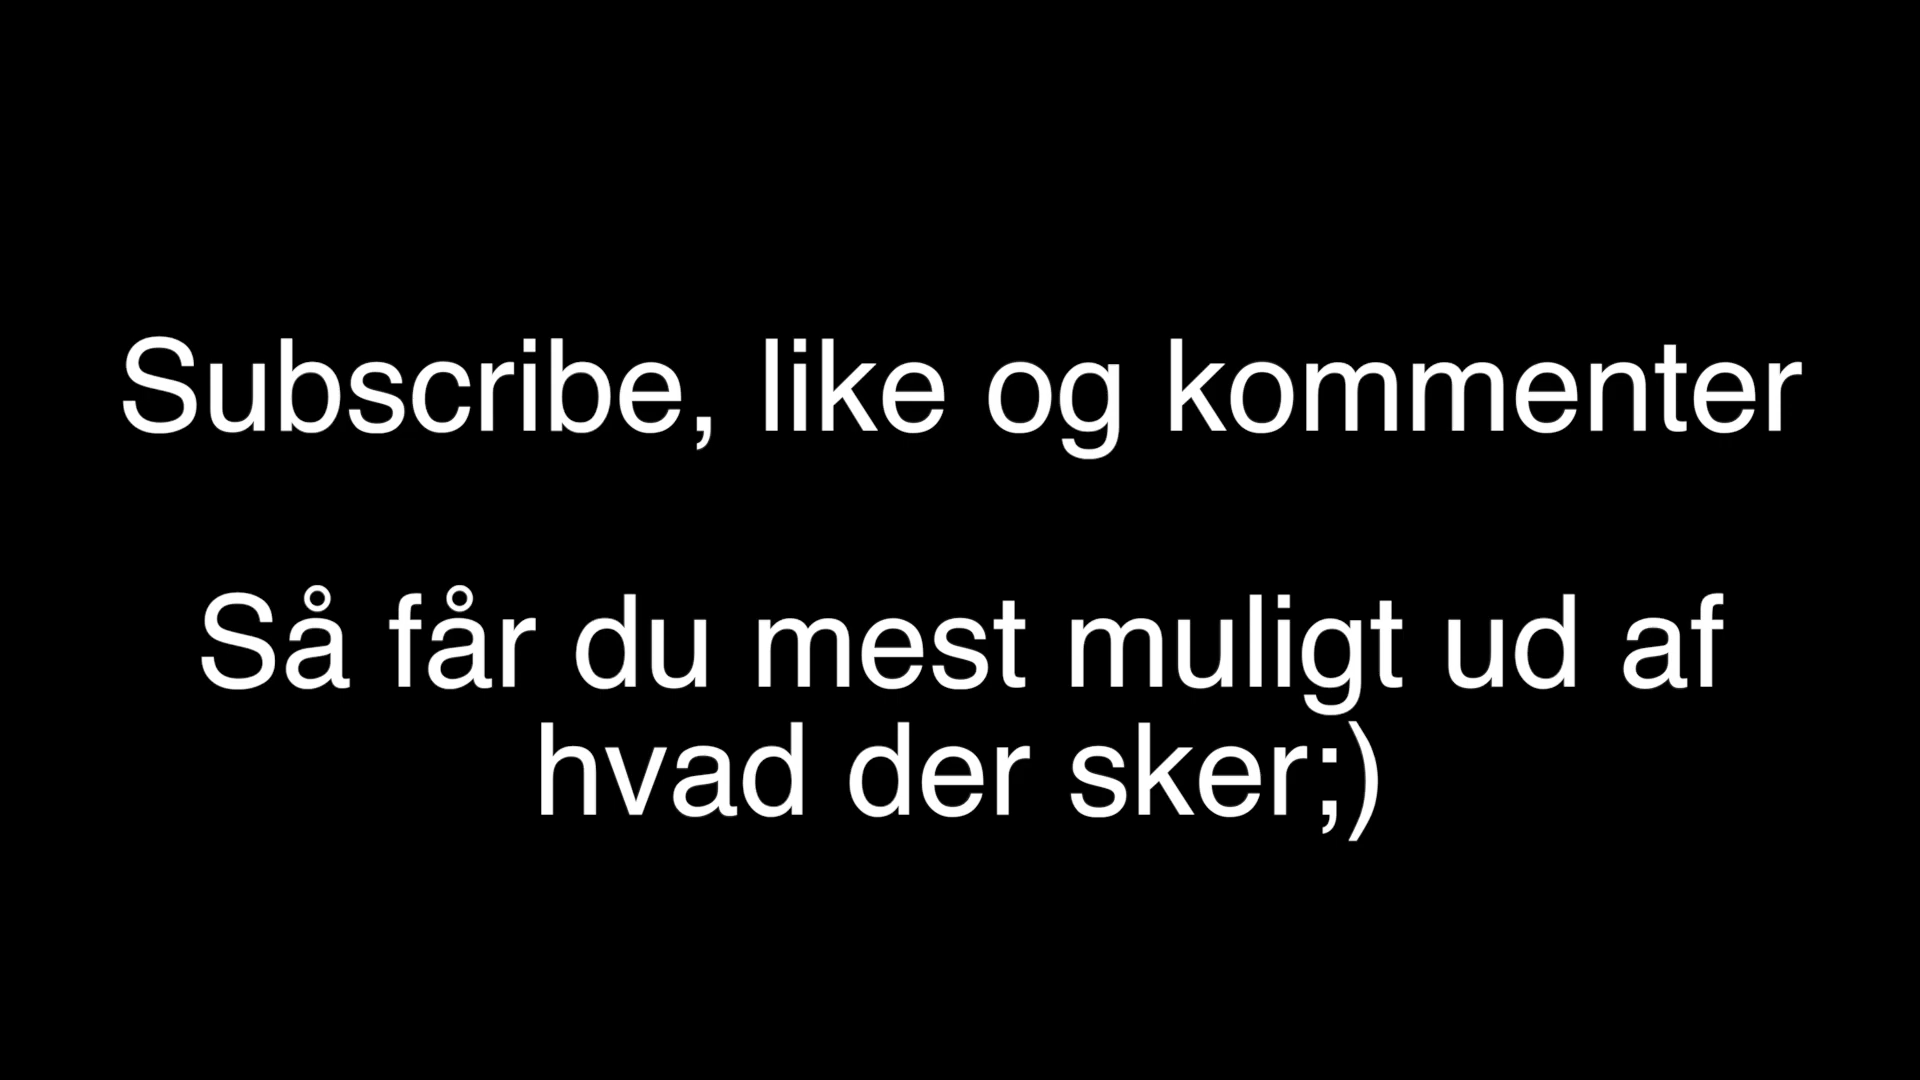 Subscribe, like og kommenter
Så får du mest muligt ud af
hvad der sker;)